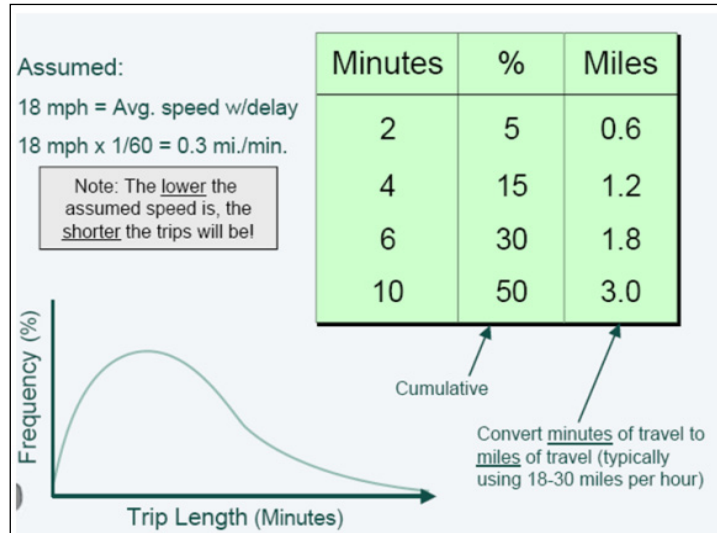 Assumed:
18 mph = Avg. speed w/delay
18 mph x 1/60 = 0.3 mi./min.
Note: The lower the
assumed speed is, the
shorter the trips will be!
Minutes % Miles
2 5 0.6
4 15 1.2
6 30 1.8
10 50 3.0
Cumulative
Convert minutes of travel to
miles of travel (typically
using 18-30 miles per hour)
Frequency (%)
Trip Length (Minutes)